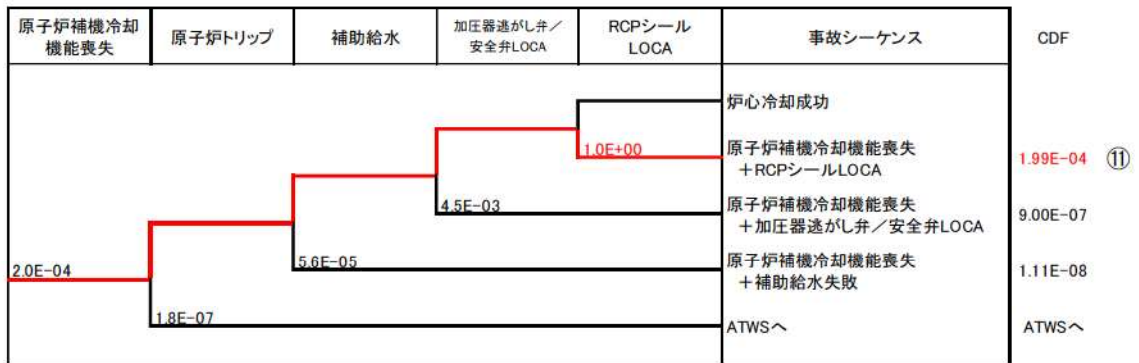 原子炉補機冷却
機能喪失
原子炉トリップ
補助給水
加圧器逃がし弁／
安全弁LOCA
RCPシール
LOCA
事故シーケンス
CDF
炉心冷却成功
1.0E+00
原子炉補機冷却機能喪失
＋RCPシールLOCA
1.99E-04
⑪
4.5E-03
原子炉補機冷却機能喪失
＋加圧器逃がし弁／安全弁LOCA
9.00E-07
2.0E-04
5.6E-05
原子炉補機冷却機能喪失
＋補助給水失敗
1.11E-08
1.8E-07
ATWSへ
ATWSへ